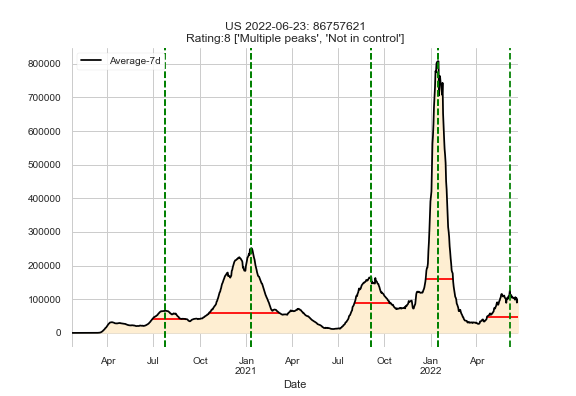 US 2022-06-23: 86757621
Rating:8 ['Multiple peaks', 'Not in control']
Average-7d
800000
700000
600000
500000
400000
300000
200000
100000
0
Apr Jul Oct Jan Apr Jul Oct Jan Apr
2021 2022
Date